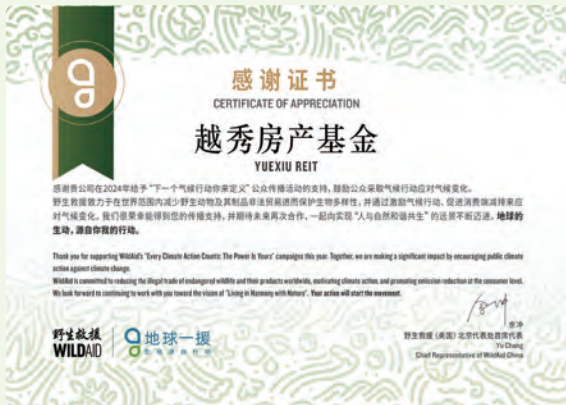 感谢证书
CERTIFICATE OF APPRECIATION
越秀房产基金
YUEXIU REIT
感谢贵公司在2024年给予“下一个气候行动你来定义”公众传播活动的支持，鼓励公众采取气候行动应对气候变化。
野生救援致力于在世界范围内减少野生动物及其制品非法贸易进而保护生物多样性，并通过激励气候行动、促进消费端减排来应
对气候变化。我们很荣幸能得到您的传播支持，并期待未来再次合作，一起向实现“人与自然和谐共生”的远景不断迈进。地球的
生动，源自你我的行动。
Thank you for supporting WildAid's "Every Climate Action Counts: The Power Is Yours" campaigns this year. Together, we are making a significant impact by encouraging public climate
action against climate change.
WildAid is committed to reducing the illegal trade of endangered wildlife and their products worldwide, motivating climate action, and promoting emission reduction at the consumer level.
We look forward to continuing to work with you toward the vision of "Living in Harmony with Nature". Your action will start the movement.
余冲
野生救援（美国）北京代表处首席代表
Yu Chong
Chief Representative of WildAid China
野生救援
WILDAID
地球一援